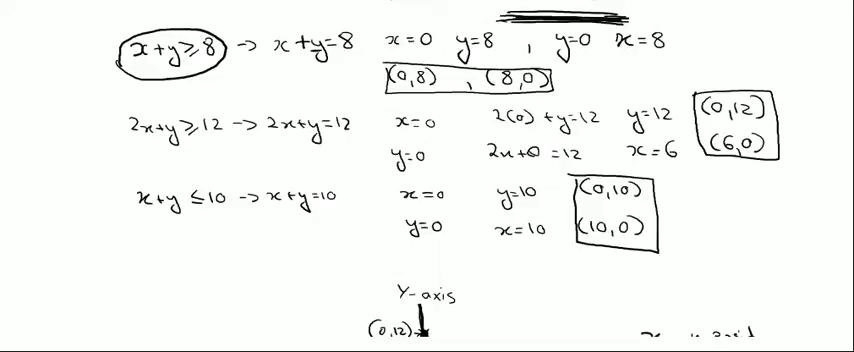 x+y≥8 → x+y=8 x=0 y=8 , y=0 x=8
(0,8) , (8,0)
2x+y≥12 → 2x+y=12 x=0 2(0)+y=12 y=12 (0,12)
y=0 2x+0=12 x=6 (6,0)
x+y≤10 → x+y=10 x=0 y=10 (0,10)
y=0 x=10 (10,0)
Y-axis
(0,12)